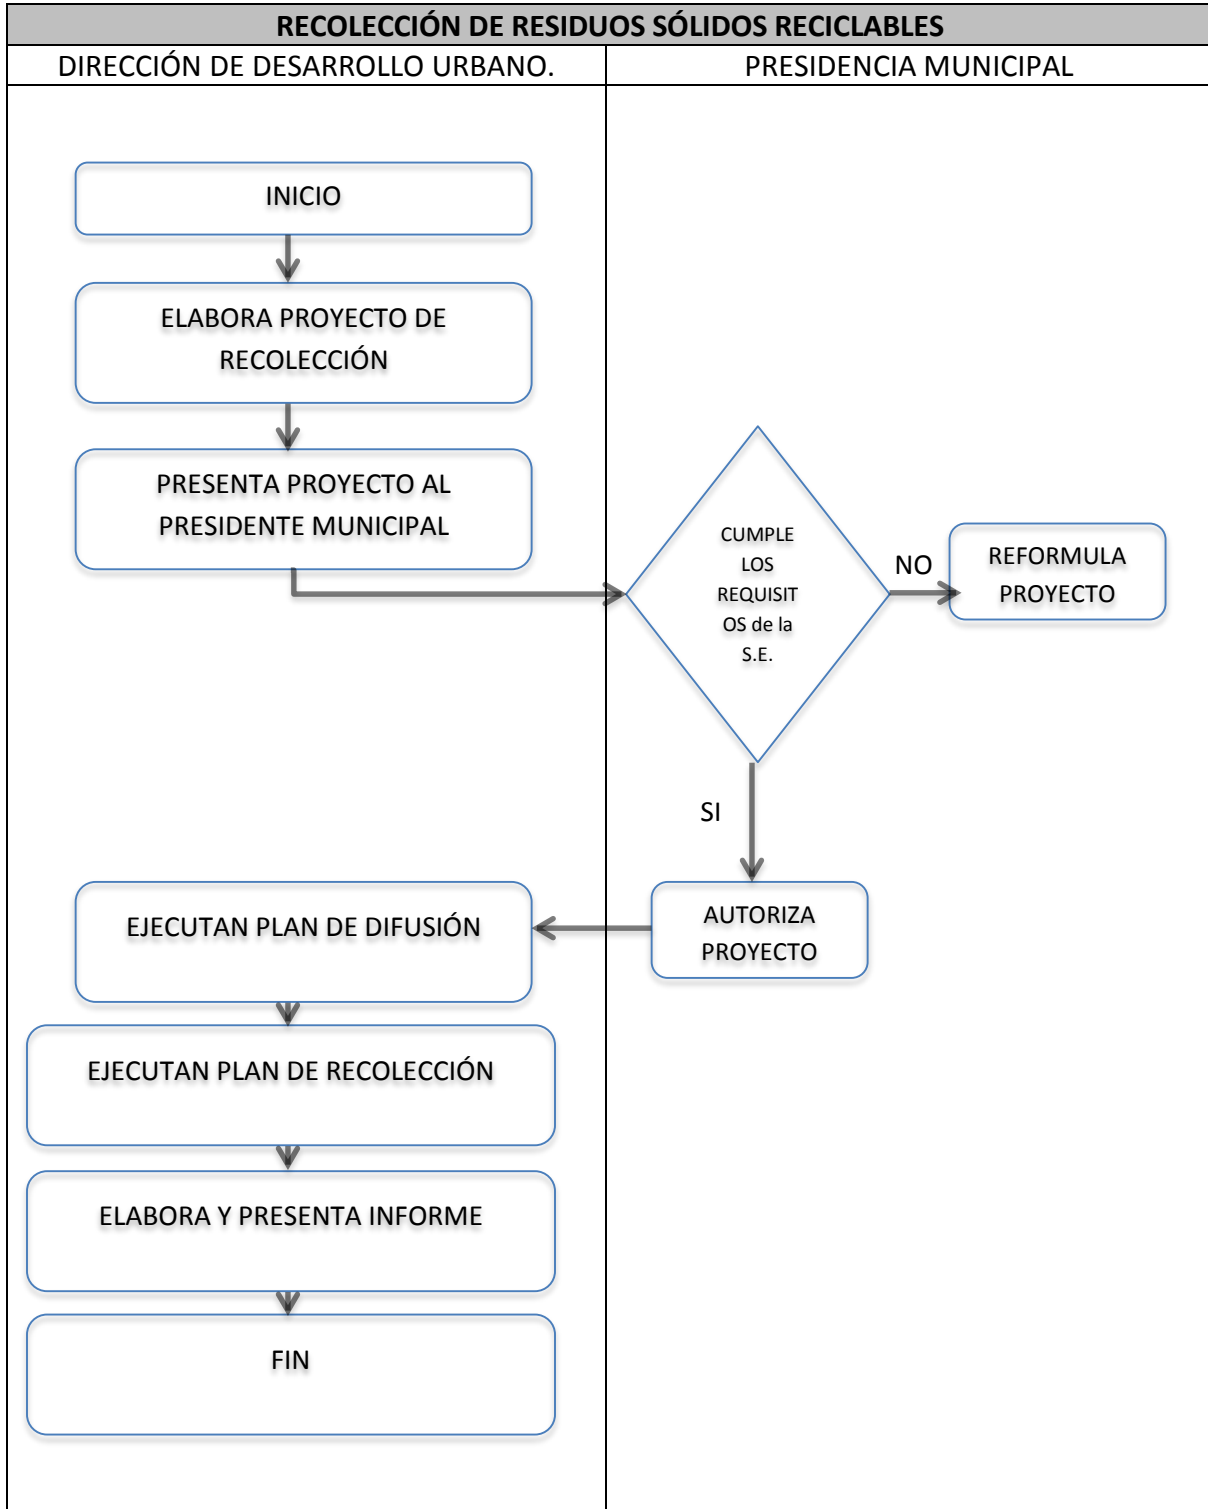 RECOLECCIÓN DE RESIDUOS SÓLIDOS RECICLABLES
DIRECCIÓN DE DESARROLLO URBANO.
PRESIDENCIA MUNICIPAL
INICIO
ELABORA PROYECTO DE
RECOLECCIÓN
PRESENTA PROYECTO AL
PRESIDENTE MUNICIPAL
CUMPLE
LOS
REQUISIT
OS de la
S.E.
NO
REFORMULA
PROYECTO
SI
AUTORIZA
PROYECTO
EJECUTAN PLAN DE DIFUSIÓN
EJECUTAN PLAN DE RECOLECCIÓN
ELABORA Y PRESENTA INFORME
FIN